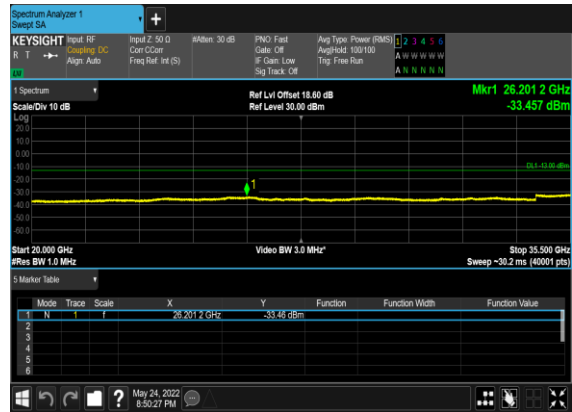 Spectrum Analyzer 1
Swept SA
+
KEYSIGHT
R T
Input: RF
Coupling: DC
Align: Auto
Input Z: 50 Ω
Corr CCorr
Freq Ref: Int (S)
#Atten: 30 dB
PNO: Fast
Gate: Off
IF Gain: Low
Sig Track: Off
Avg Type: Power (RMS)
Avg|Hold: 100/100
Trig: Free Run
1 2 3 4 5 6
A W W W W W
A N N N N N
1 Spectrum
Scale/Div 10 dB
Ref Lvl Offset 18.60 dB
Ref Level 30.00 dBm
Mkr1 26.201 2 GHz
-33.457 dBm
Log
20.0
10.0
0.00
-10.0
-20.0
-30.0
-40.0
-50.0
-60.0
DL1 -13.00 dBm
1
Start 20.000 GHz
#Res BW 1.0 MHz
Video BW 3.0 MHz*
Stop 35.500 GHz
Sweep ~30.2 ms (40001 pts)
5 Marker Table
Mode Trace Scale X Y Function Function Width Function Value
1 N 1 f 26.201 2 GHz -33.46 dBm
2
3
4
5
6
?
May 24, 2022
8:50:27 PM